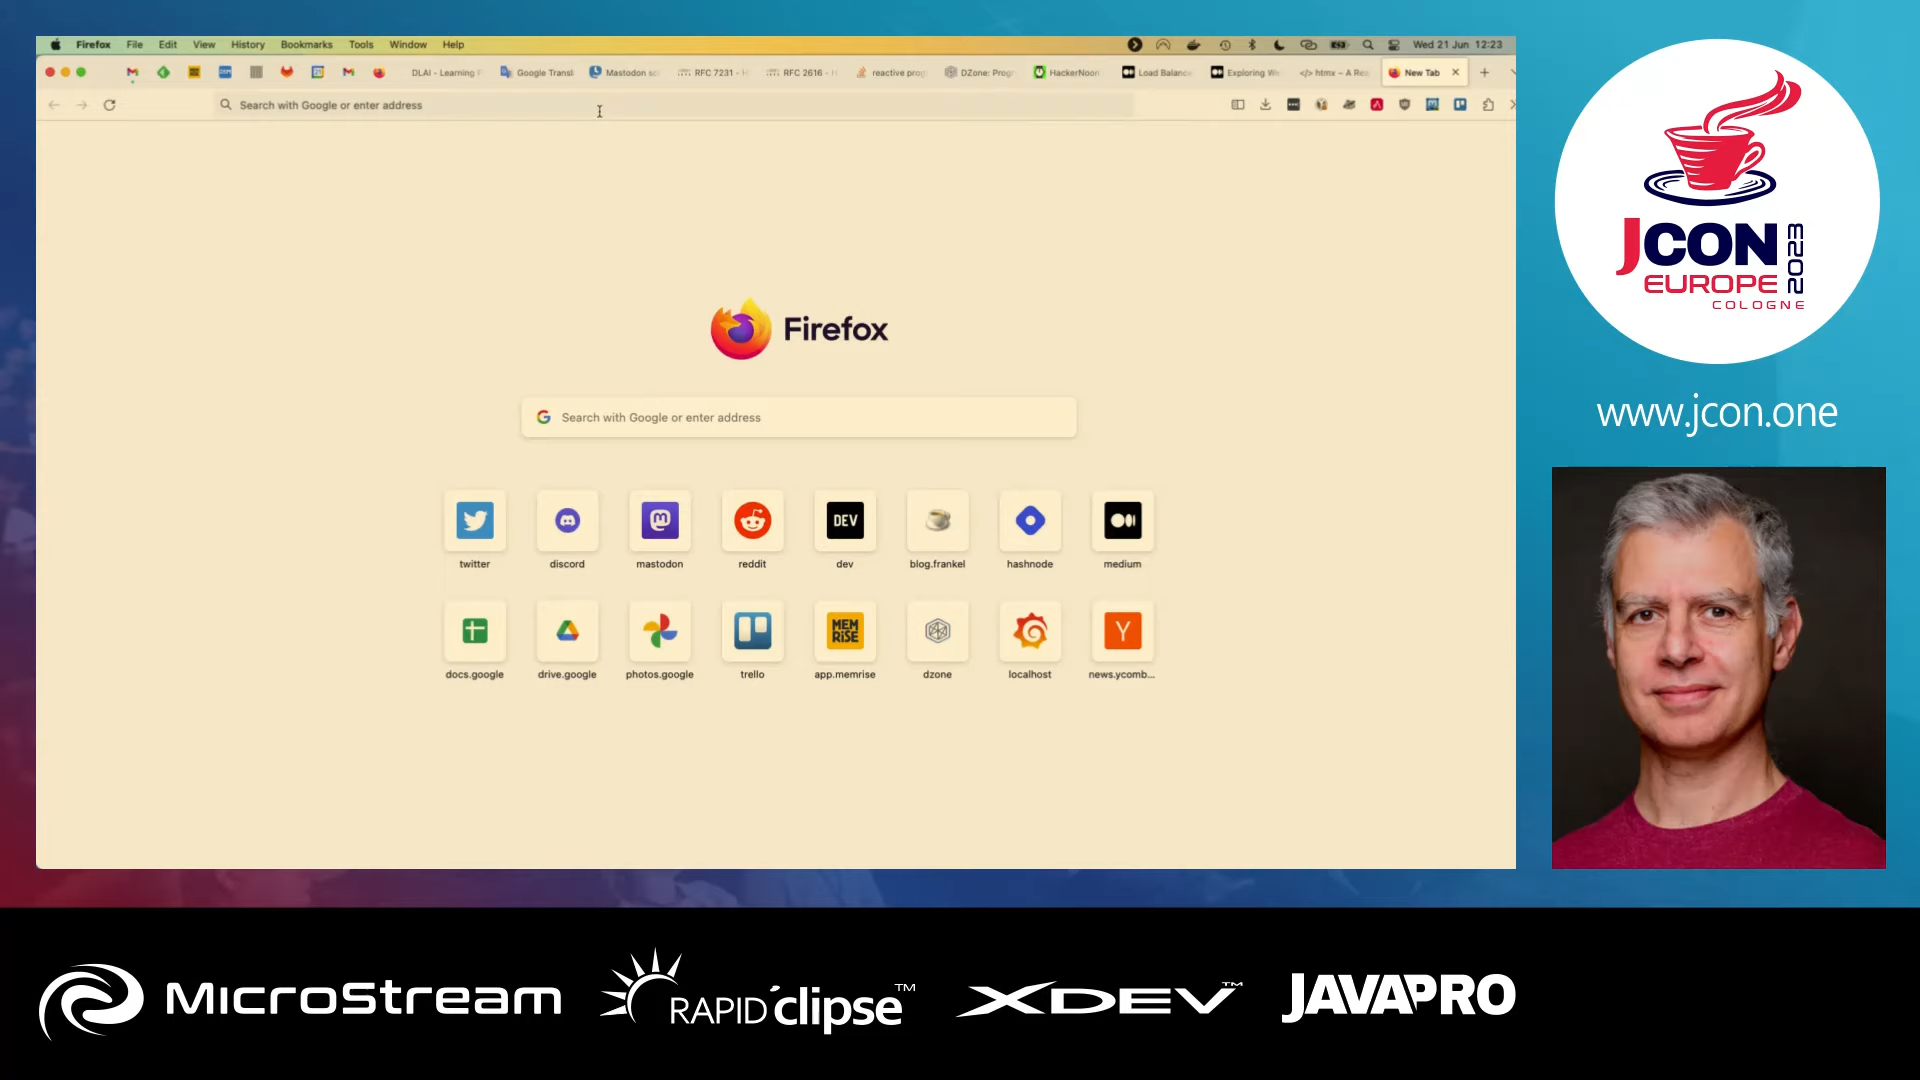 Firefox File Edit View History Bookmarks Tools Window Help
Wed 21 Jun 12:23
DLAI - Learning
Google Transl
Mastodon
RFC 7231 - H
RFC 2616 - H
reactive prog
DZone: Progr
HackerNoon
Load Balance
Exploring
</> htmx ~ A
New Tab
Search with Google or enter address
Firefox
Search with Google or enter address
twitter
discord
mastodon
reddit
DEV
dev
blog.frankel
hashnode
medium
docs.google
drive.google
photos.google
trello
MEM
RiSE
app.memrise
dzone
localhost
Y
news.ycomb...
JCON
2023
EUROPE
COLOGNE
www.jcon.one
MicroStream
RAPID'clipse™
XDEV™
JAVAPRO